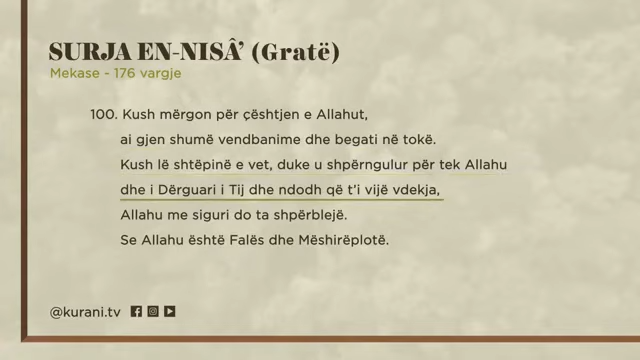 SURJA EN-NISÂ’ (Gratë)
Mekase - 176 vargje
100. Kush mërgon për çështjen e Allahut,
ai gjen shumë vendbanime dhe begati në tokë.
Kush lë shtëpinë e vet, duke u shpërngulur për tek Allahu
dhe i Dërguari i Tij dhe ndodh që t’i vijë vdekja,
Allahu me siguri do ta shpërblejë.
Se Allahu është Falës dhe Mëshirëplotë.
@kurani.tv